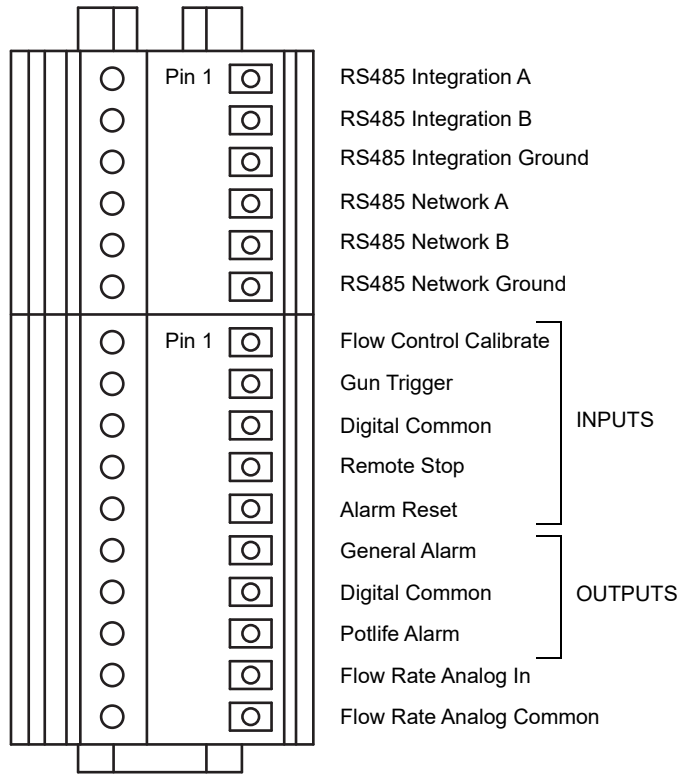 Pin 1 RS485 Integration A
RS485 Integration B
RS485 Integration Ground
RS485 Network A
RS485 Network B
RS485 Network Ground
Pin 1 Flow Control Calibrate
Gun Trigger
Digital Common
Remote Stop
Alarm Reset
INPUTS
General Alarm
Digital Common
Potlife Alarm
OUTPUTS
Flow Rate Analog In
Flow Rate Analog Common